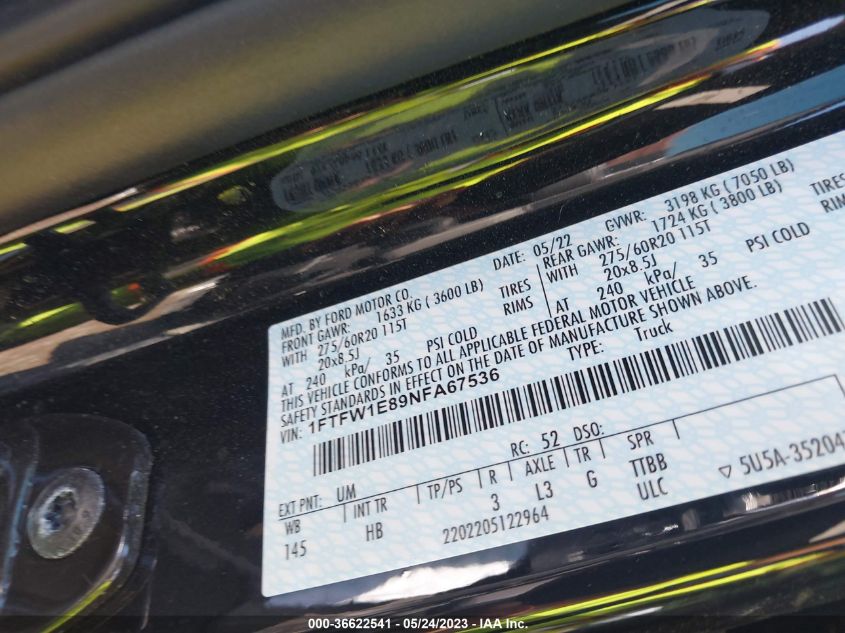 MFD. BY FORD MOTOR CO. DATE: 05/22 GVWR: 3198 KG ( 7050 LB)
FRONT GAWR: 1633 KG ( 3600 LB) REAR GAWR: 1724 KG ( 3800 LB)
WITH 275/60R20 115T TIRES WITH 275/60R20 115T TIRES
20x8.5J RIMS 20x8.5J RIMS
AT 240 kPa/ 35 PSI COLD AT 240 kPa/ 35 PSI COLD
THIS VEHICLE CONFORMS TO ALL APPLICABLE FEDERAL MOTOR VEHICLE
SAFETY STANDARDS IN EFFECT ON THE DATE OF MANUFACTURE SHOWN ABOVE.
VIN: 1FTFW1E89NFA67536 TYPE: Truck
EXT PNT: UM RC: 52 DSO:
WB INT TR TP/PS R AXLE TR SPR
145 HB 3 L3 G TTBB
2202205122964 ULC
5U5A-35204
000-36622541 - 05/24/2023 - IAA Inc.